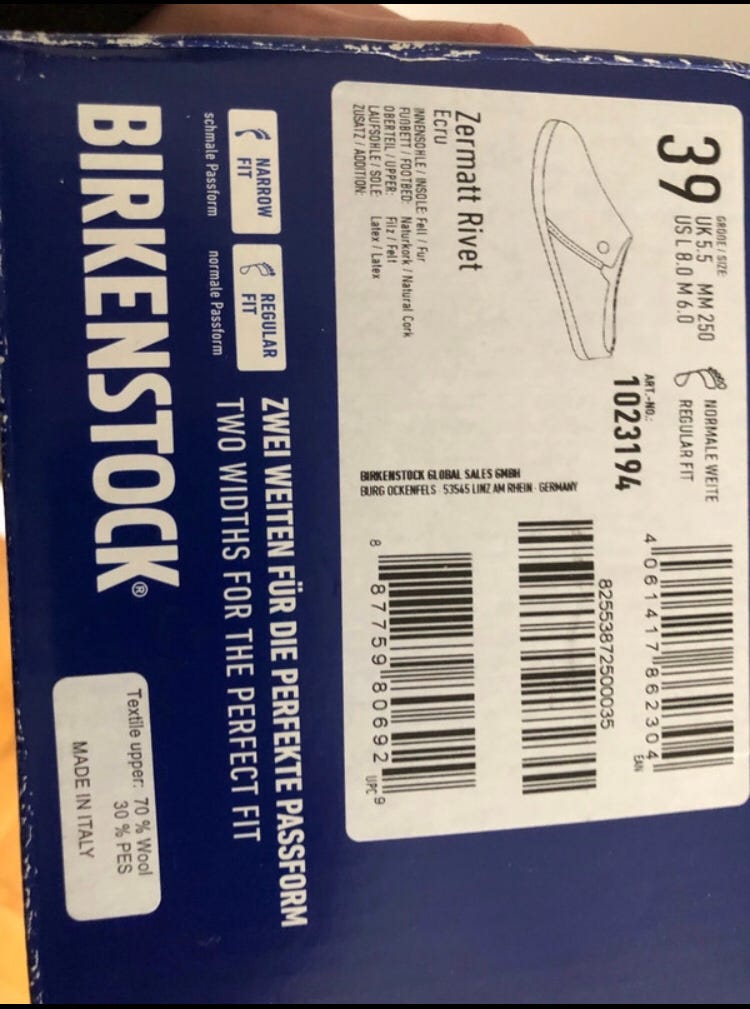 39
GRÖßE / SIZE:
UK 5.5 MM 250
US L 8.0 M 6.0
NORMALE WEITE
REGULAR FIT
ART.-NO.:
1023194
Zermatt Rivet
Ecru
INNENSOHLE / INSOLE: Fell / Fur
FUßBETT / FOOTBED: Naturkork / Natural Cork
OBERTEIL / UPPER: Filz / Felt
LAUFSOHLE / SOLE: Latex / Latex
ZUSATZ / ADDITION:
BIRKENSTOCK GLOBAL SALES GMBH
BURG OCKENFELS · 53545 LINZ AM RHEIN · GERMANY
4 061417 862304
EAN
82553872500035
8 87759 80692 9
UPC
NARROW FIT
schmale Passform
REGULAR FIT
normale Passform
ZWEI WEITEN FÜR DIE PERFEKTE PASSFORM
TWO WIDTHS FOR THE PERFECT FIT
BIRKENSTOCK®
Textile upper: 70 % Wool
30 % PES
MADE IN ITALY